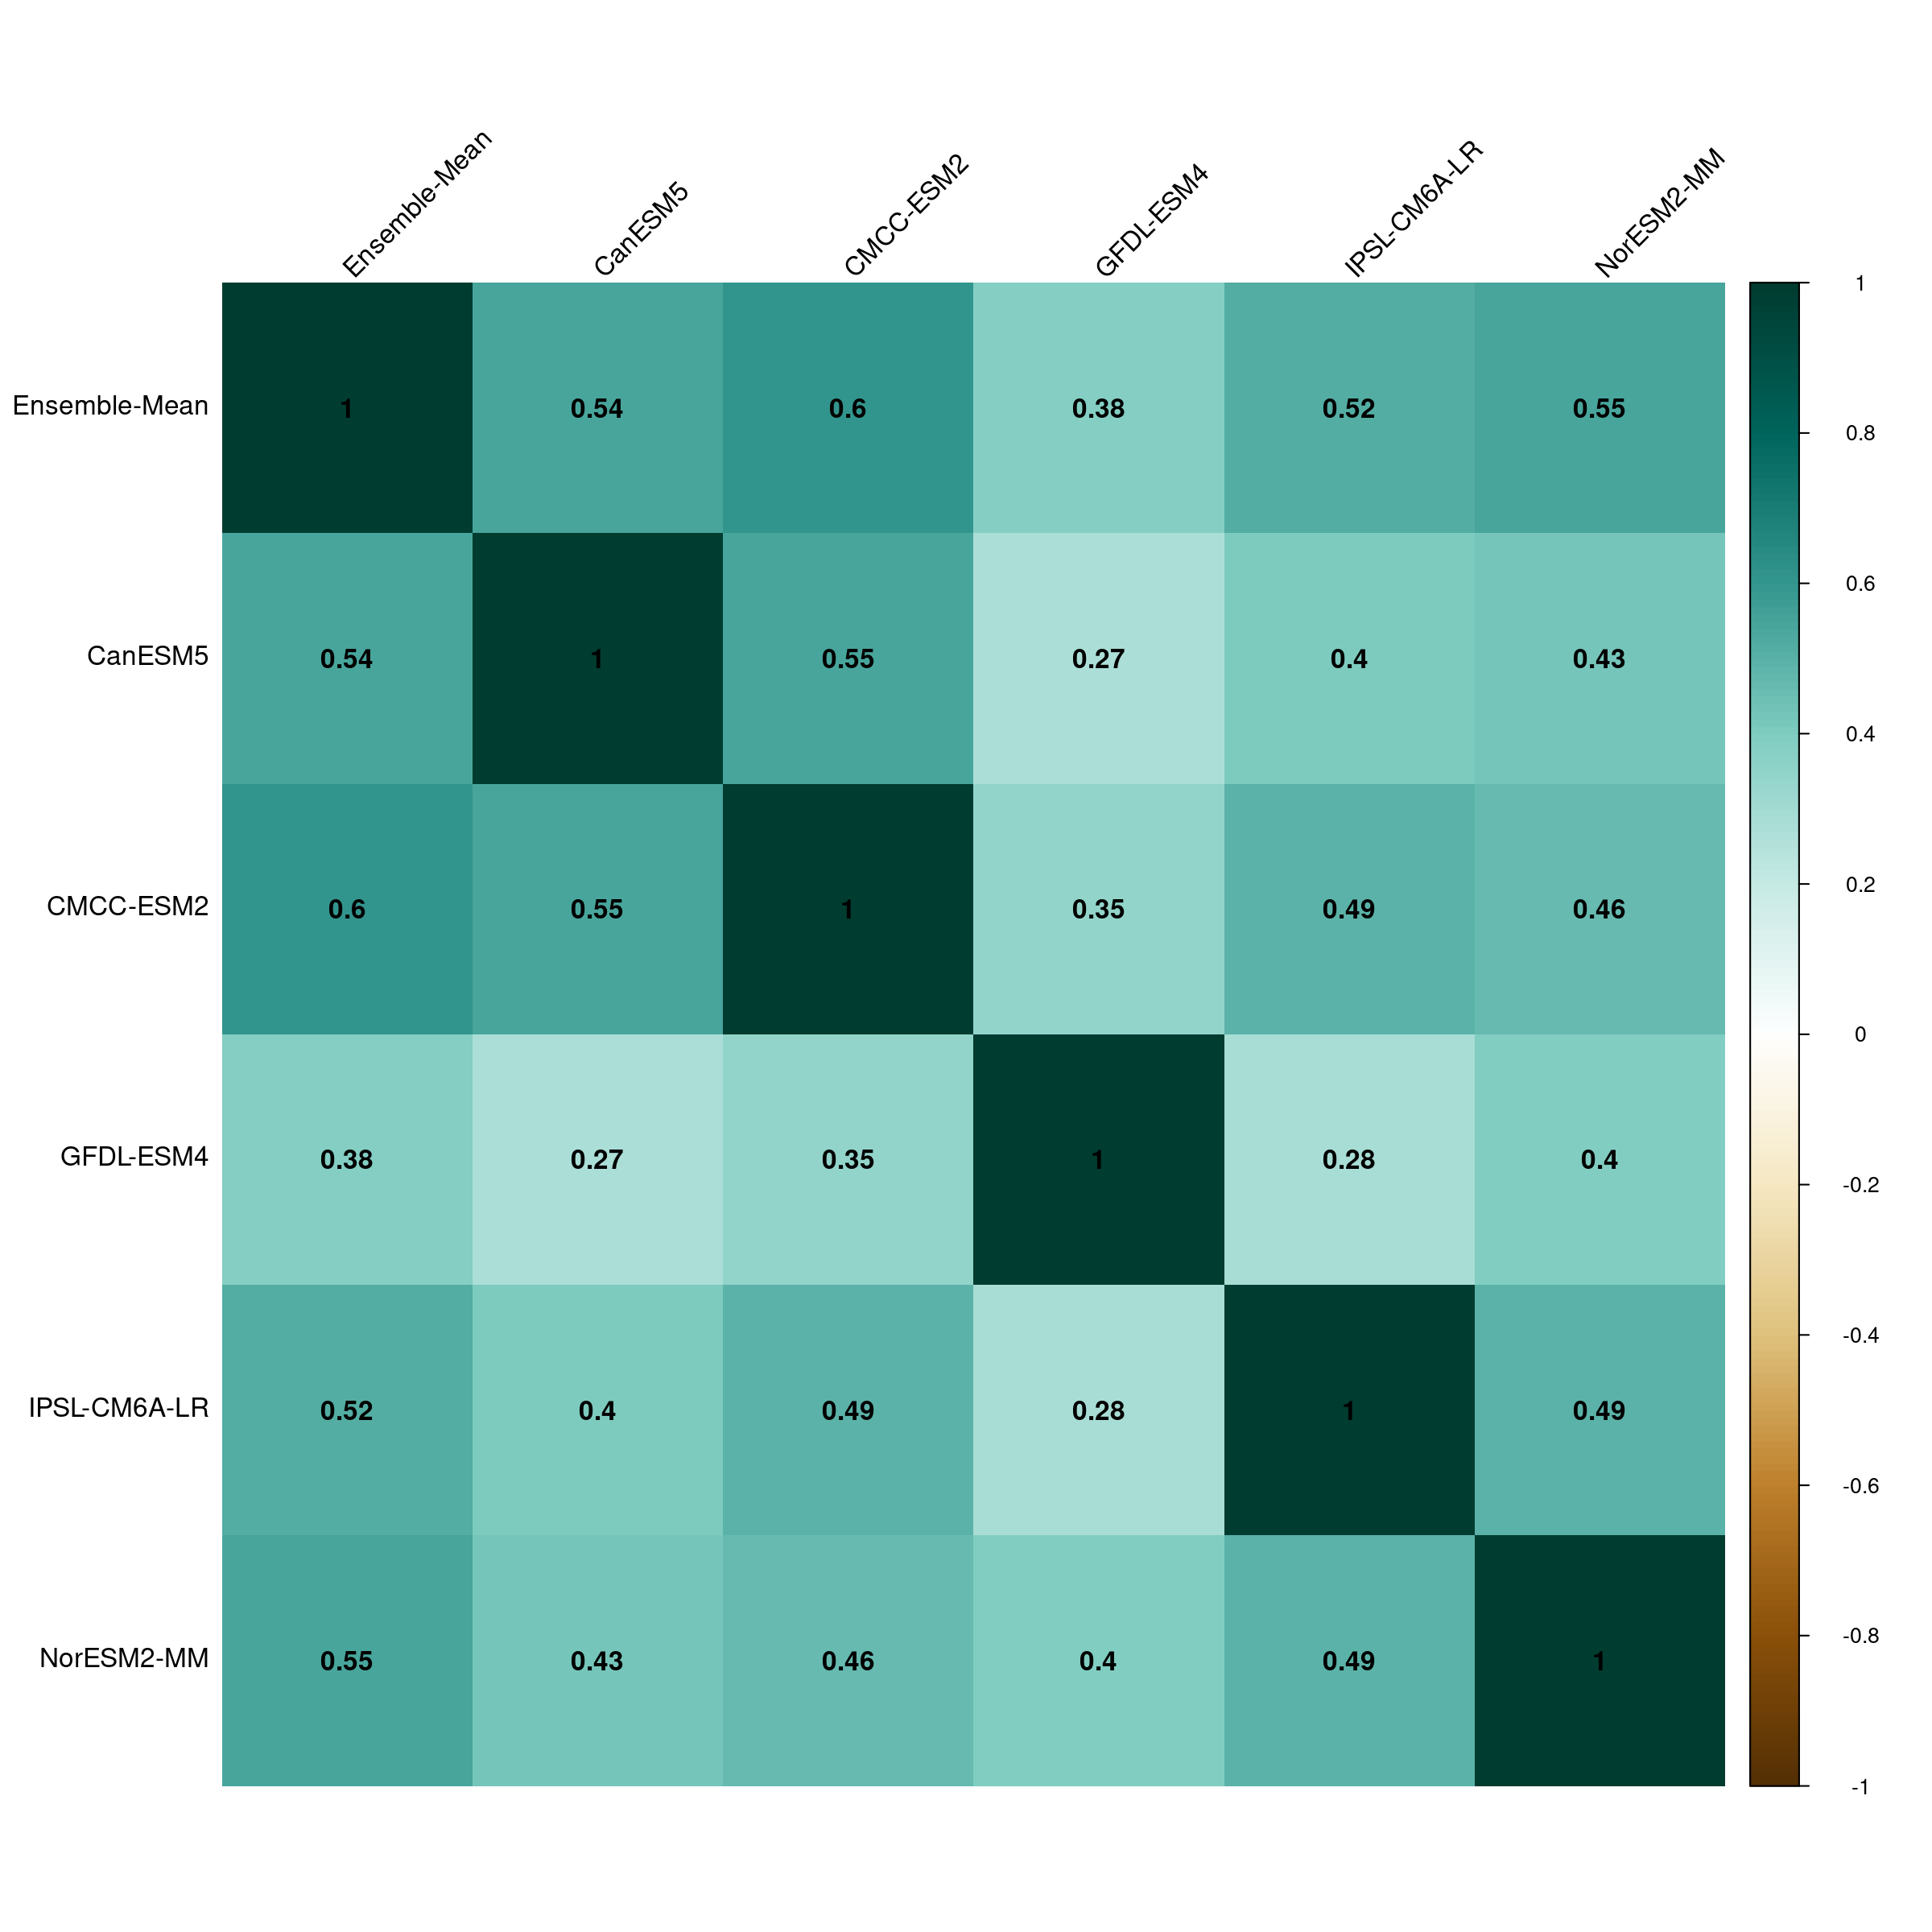 Ensemble-Mean CanESM5 CMCC-ESM2 GFDL-ESM4 IPSL-CM6A-LR NorESM2-MM
Ensemble-Mean 1 0.54 0.6 0.38 0.52 0.55
CanESM5 0.54 1 0.55 0.27 0.4 0.43
CMCC-ESM2 0.6 0.55 1 0.35 0.49 0.46
GFDL-ESM4 0.38 0.27 0.35 1 0.28 0.4
IPSL-CM6A-LR 0.52 0.4 0.49 0.28 1 0.49
NorESM2-MM 0.55 0.43 0.46 0.4 0.49 1
1
0.8
0.6
0.4
0.2
0
-0.2
-0.4
-0.6
-0.8
-1